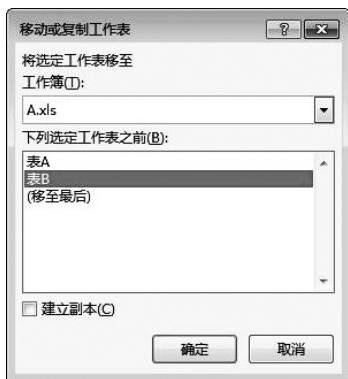 移动或复制工作表
将选定工作表移至
工作簿(T):
A.xls
下列选定工作表之前(B):
表A
表B
(移至最后)
建立副本(C)
确定 取消